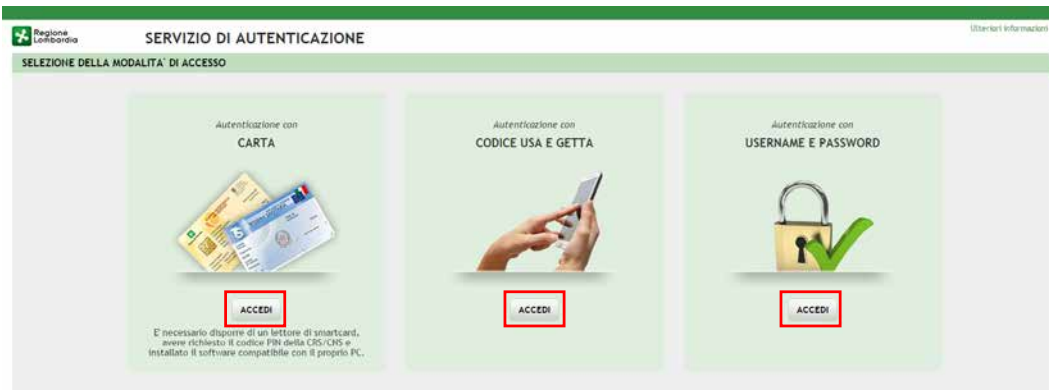 Regione
Lombardia
SERVIZIO DI AUTENTICAZIONE
Ulteriori informazioni
SELEZIONE DELLA MODALITA' DI ACCESSO
Autenticazione con
CARTA
ACCEDI
E' necessario disporre di un lettore di smartcard,
avere richiesto il codice PIN della CRS/CNS e
installato il software compatibile con il proprio PC.
Autenticazione con
CODICE USA E GETTA
ACCEDI
Autenticazione con
USERNAME E PASSWORD
ACCEDI